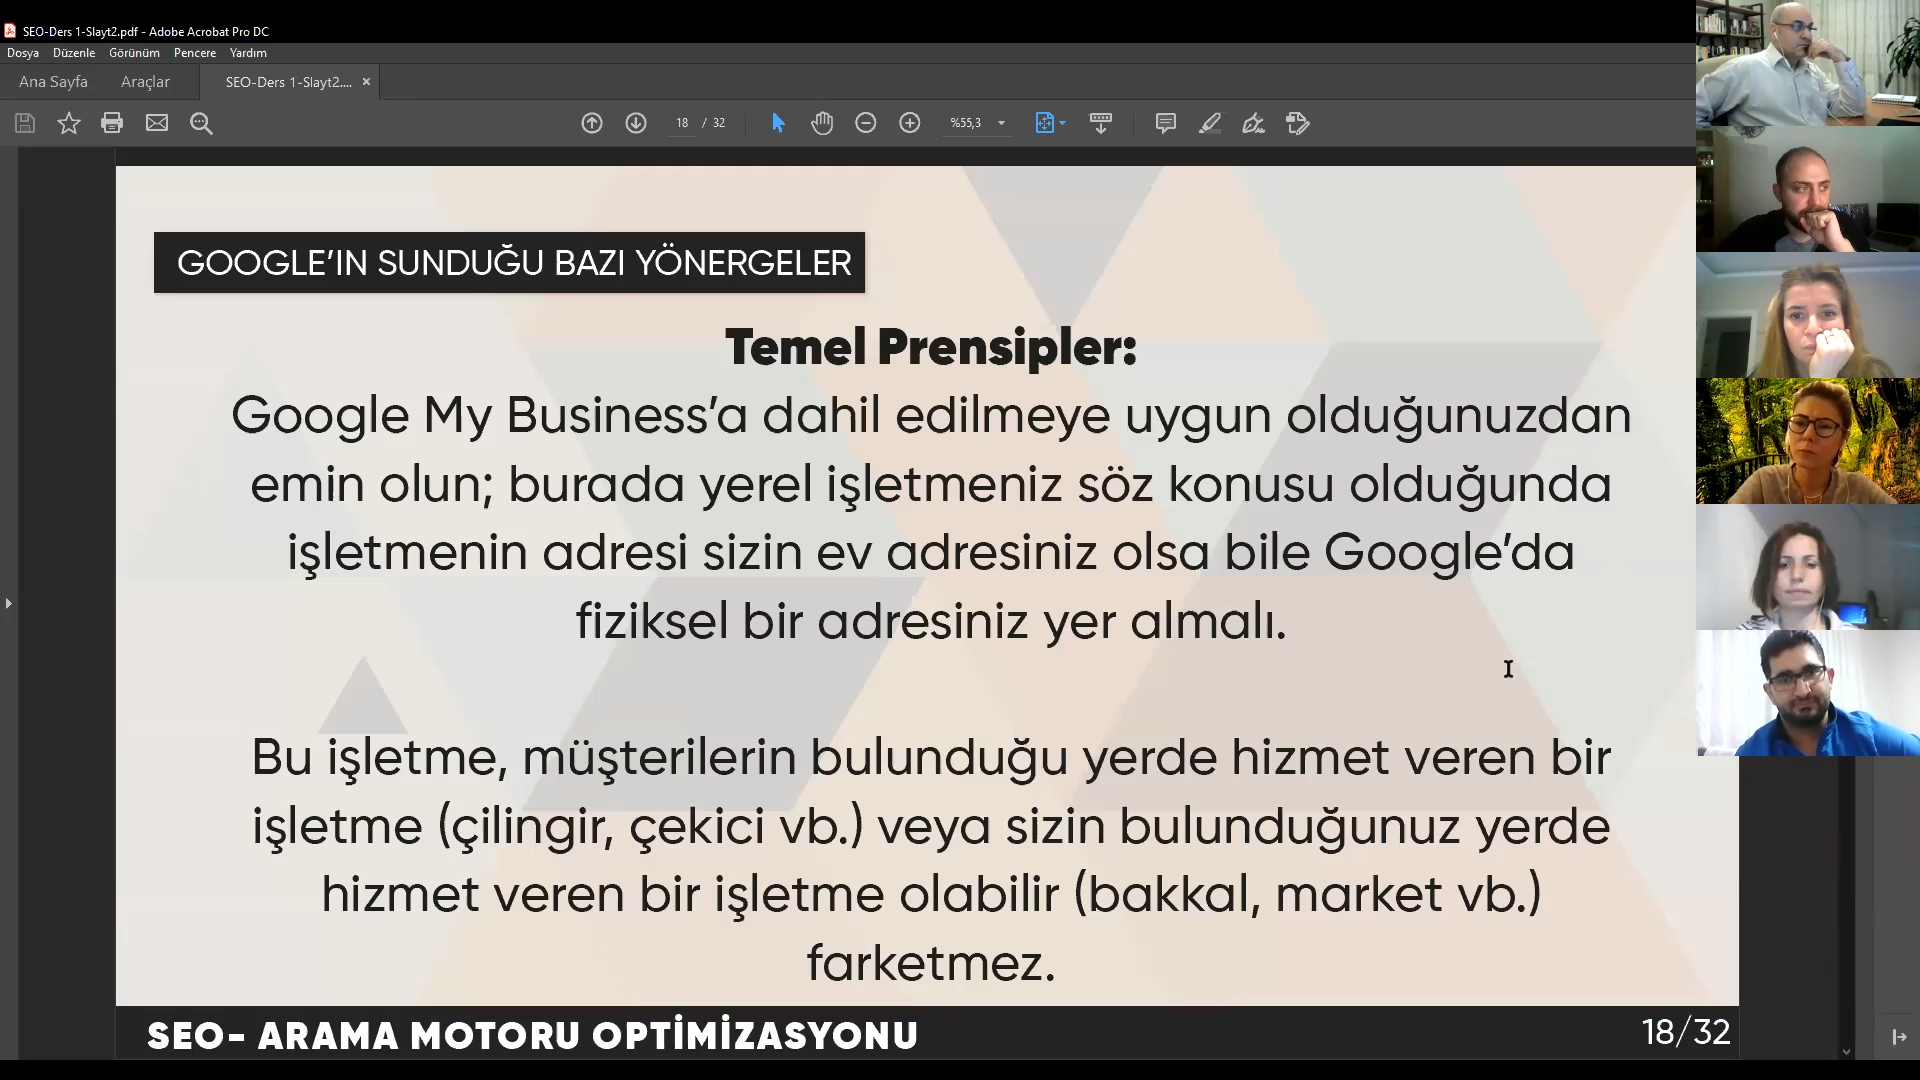 SEO-Ders 1-Slayt2.pdf - Adobe Acrobat Pro DC
Dosya Düzenle Görünüm Pencere Yardım
Ana Sayfa Araçlar SEO-Ders 1-Slayt2.... ×
18 / 32 %55,3
GOOGLE’IN SUNDUĞU BAZI YÖNERGELER
Temel Prensipler:
Google My Business’a dahil edilmeye uygun olduğunuzdan
emin olun; burada yerel işletmeniz söz konusu olduğunda
işletmenin adresi sizin ev adresiniz olsa bile Google’da
fiziksel bir adresiniz yer almalı.
Bu işletme, müşterilerin bulunduğu yerde hizmet veren bir
işletme (çilingir, çekici vb.) veya sizin bulunduğunuz yerde
hizmet veren bir işletme olabilir (bakkal, market vb.)
farketmez.
SEO- ARAMA MOTORU OPTİMİZASYONU 18/32